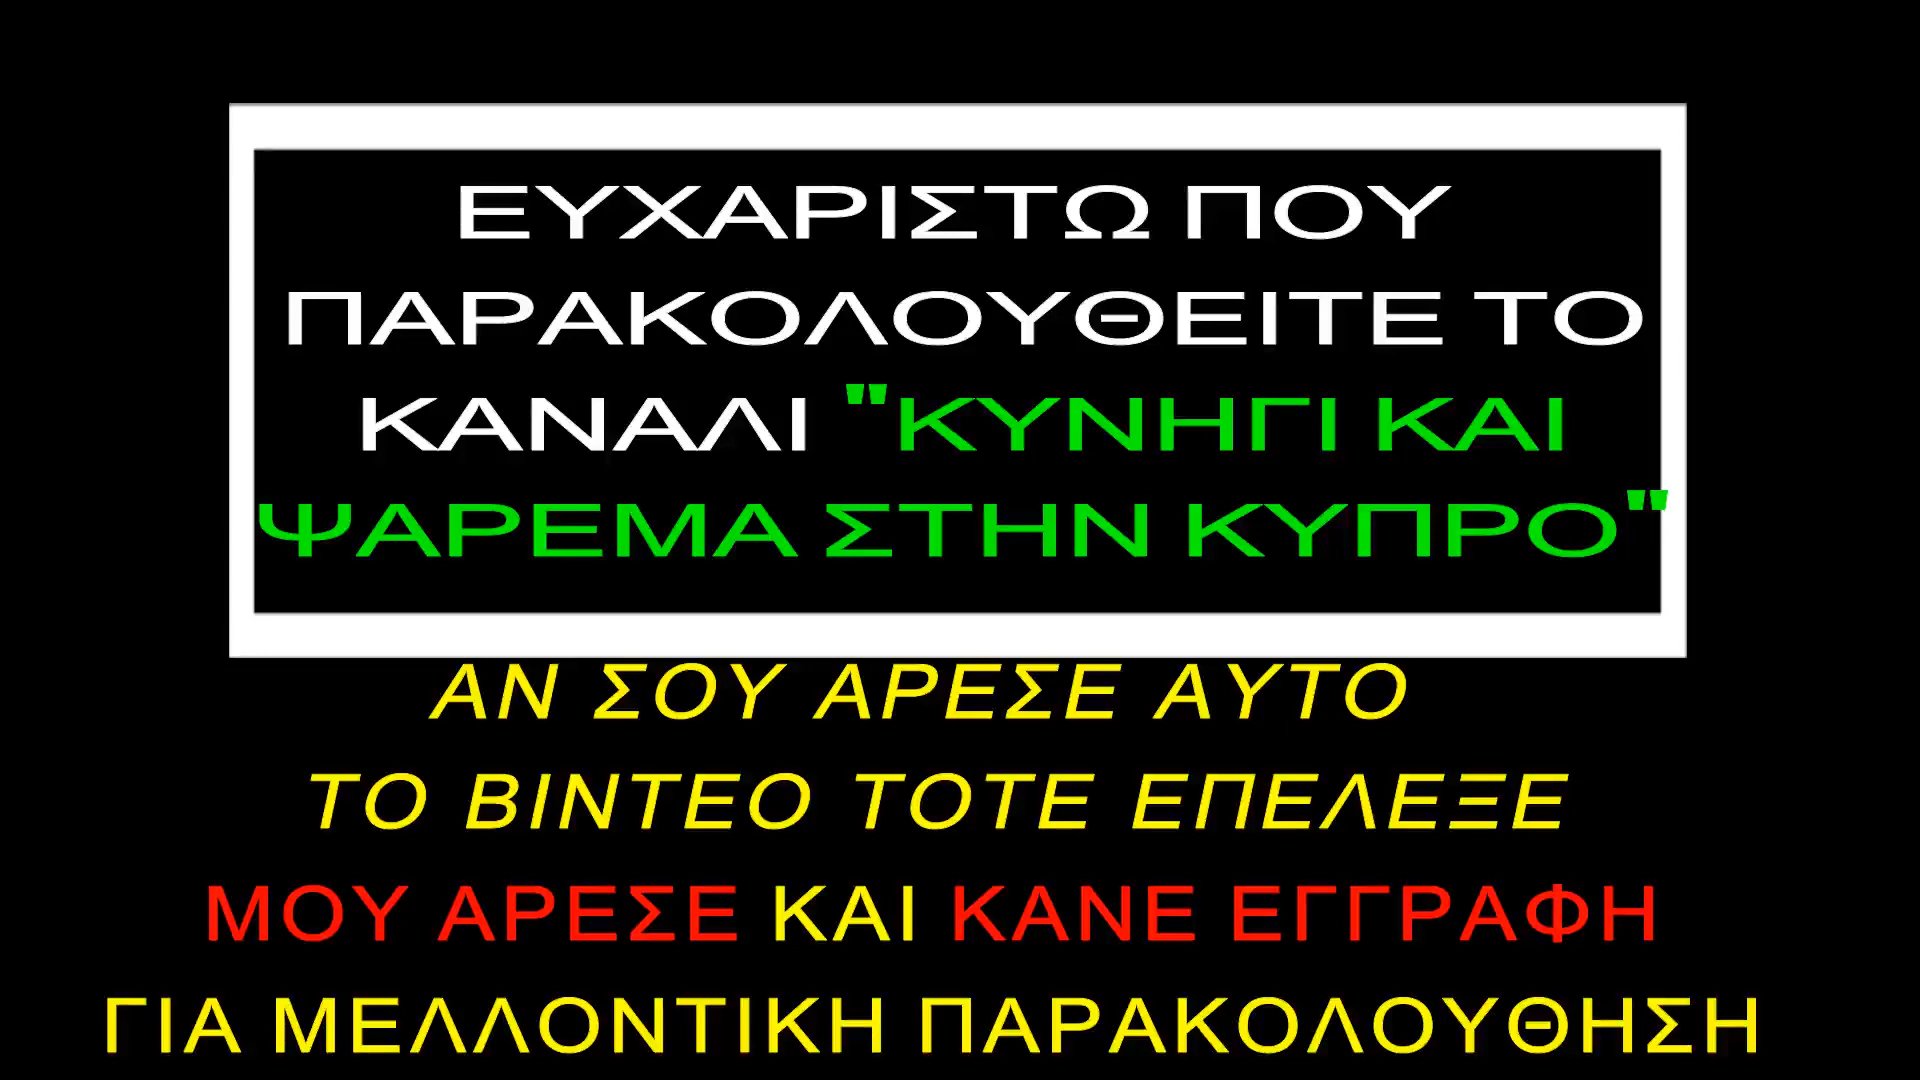 ΕΥΧΑΡΙΣΤΩ ΠΟΥ
ΠΑΡΑΚΟΛΟΥΘΕΙΤΕ ΤΟ
ΚΑΝΑΛΙ "ΚΥΝΗΓΙ ΚΑΙ
ΨΑΡΕΜΑ ΣΤΗΝ ΚΥΠΡΟ"
ΑΝ ΣΟΥ ΑΡΕΣΕ ΑΥΤΟ
ΤΟ ΒΙΝΤΕΟ ΤΟΤΕ ΕΠΕΛΕΞΕ
ΜΟΥ ΑΡΕΣΕ ΚΑΙ ΚΑΝΕ ΕΓΓΡΑΦΗ
ΓΙΑ ΜΕΛΛΟΝΤΙΚΗ ΠΑΡΑΚΟΛΟΥΘΗΣΗ